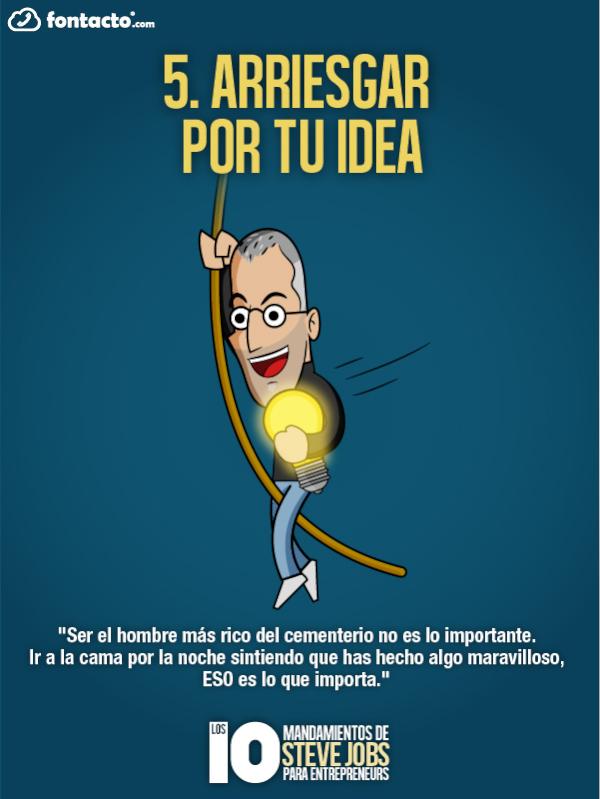 fontacto.com
5. ARRIESGAR
POR TU IDEA
"Ser el hombre más rico del cementerio no es lo importante.
Ir a la cama por la noche sintiendo que has hecho algo maravilloso,
ESO es lo que importa."
LOS 10 MANDAMIENTOS DE
STEVE JOBS
PARA ENTREPRENEURS